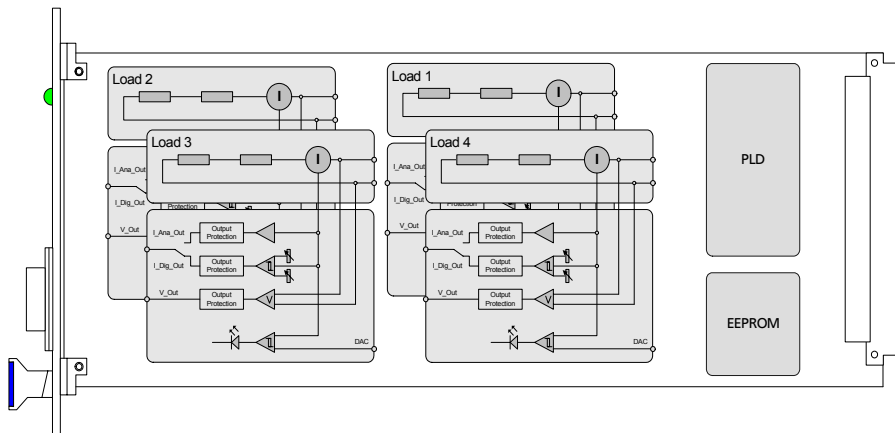 Load 2
I
I_Ana_Out
I_Dig_Out
Protection
V_Out
Load 3
I
I_Ana_Out
Output
Protection
I_Dig_Out
Output
Protection
V_Out
Output
Protection
V
DAC
Load 1
I
I_Ana_Out
I_Dig_Out
Protection
V_Out
Load 4
I
I_Ana_Out
Output
Protection
I_Dig_Out
Output
Protection
V_Out
Output
Protection
V
DAC
PLD
EEPROM